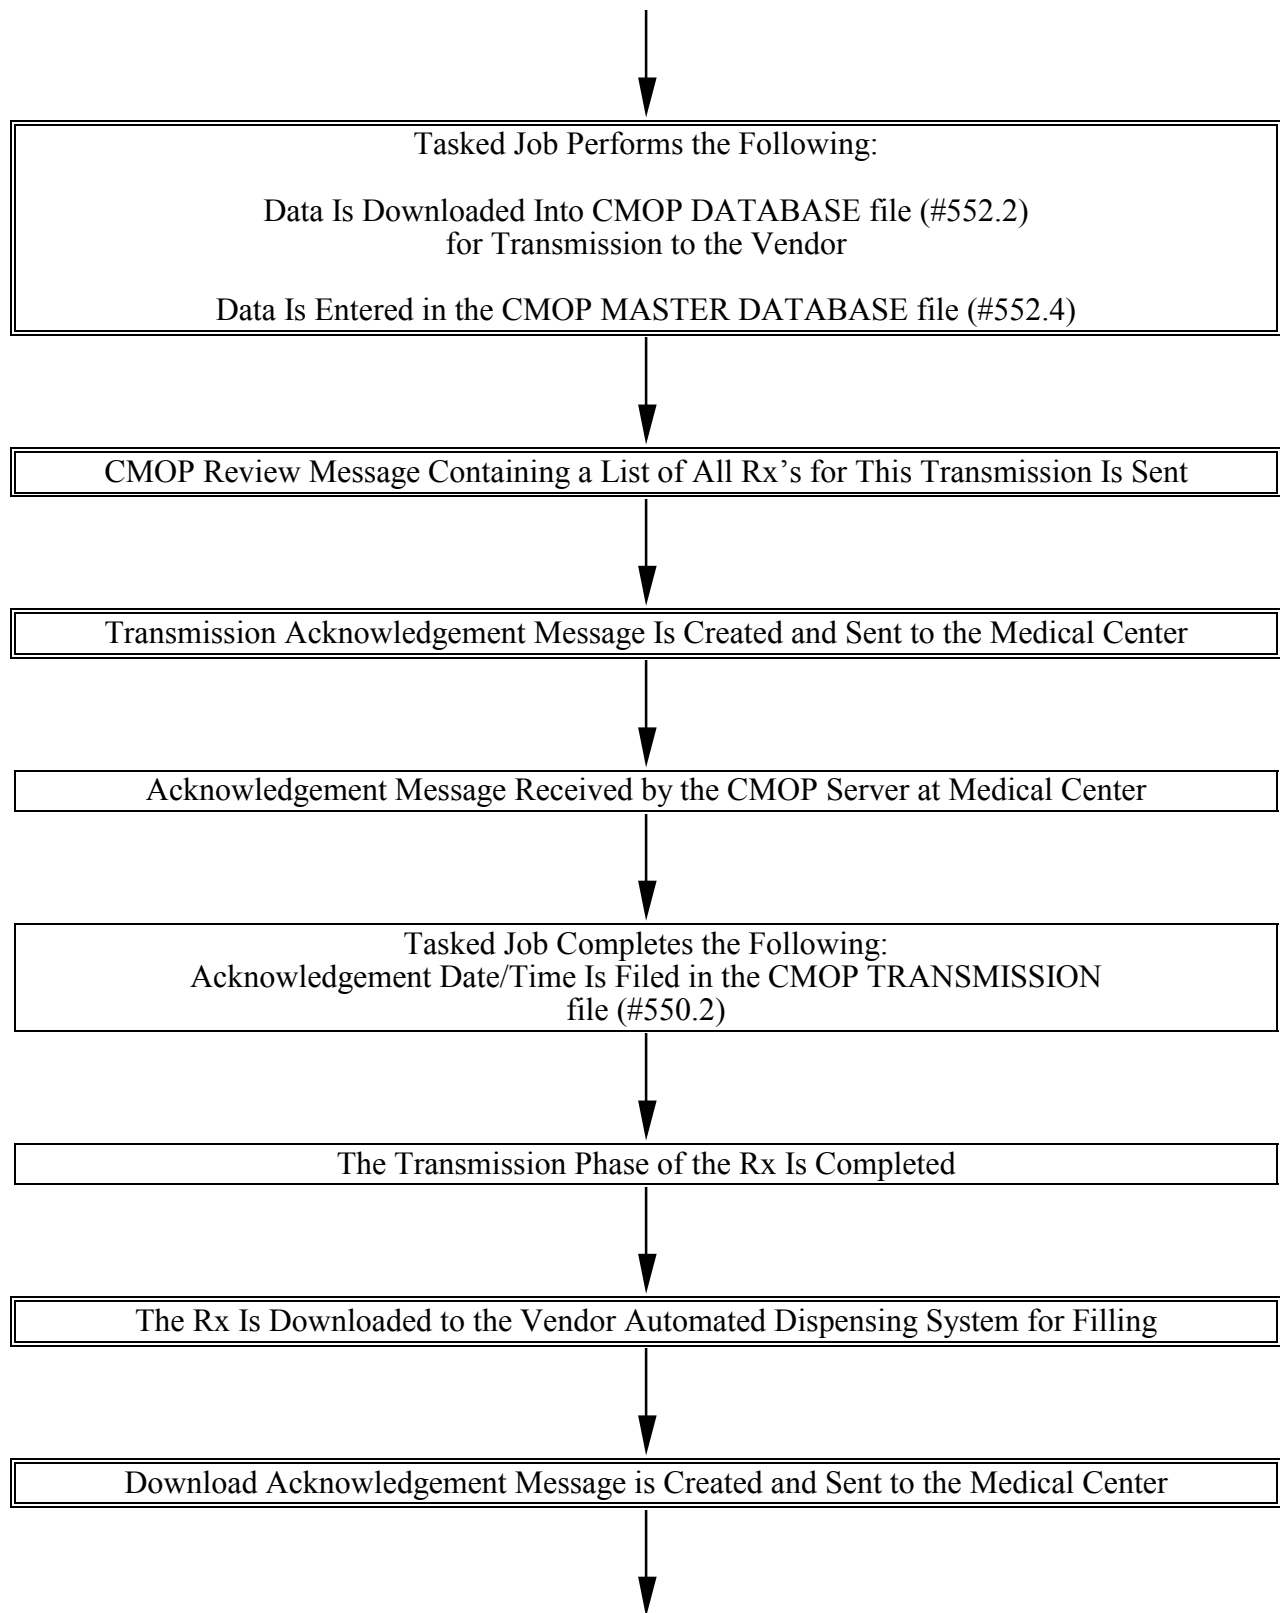 Tasked Job Performs the Following:
Data Is Downloaded Into CMOP DATABASE file (#552.2)
for Transmission to the Vendor
Data Is Entered in the CMOP MASTER DATABASE file (#552.4)
CMOP Review Message Containing a List of All Rx’s for This Transmission Is Sent
Transmission Acknowledgement Message Is Created and Sent to the Medical Center
Acknowledgement Message Received by the CMOP Server at Medical Center
Tasked Job Completes the Following:
Acknowledgement Date/Time Is Filed in the CMOP TRANSMISSION
file (#550.2)
The Transmission Phase of the Rx Is Completed
The Rx Is Downloaded to the Vendor Automated Dispensing System for Filling
Download Acknowledgement Message is Created and Sent to the Medical Center